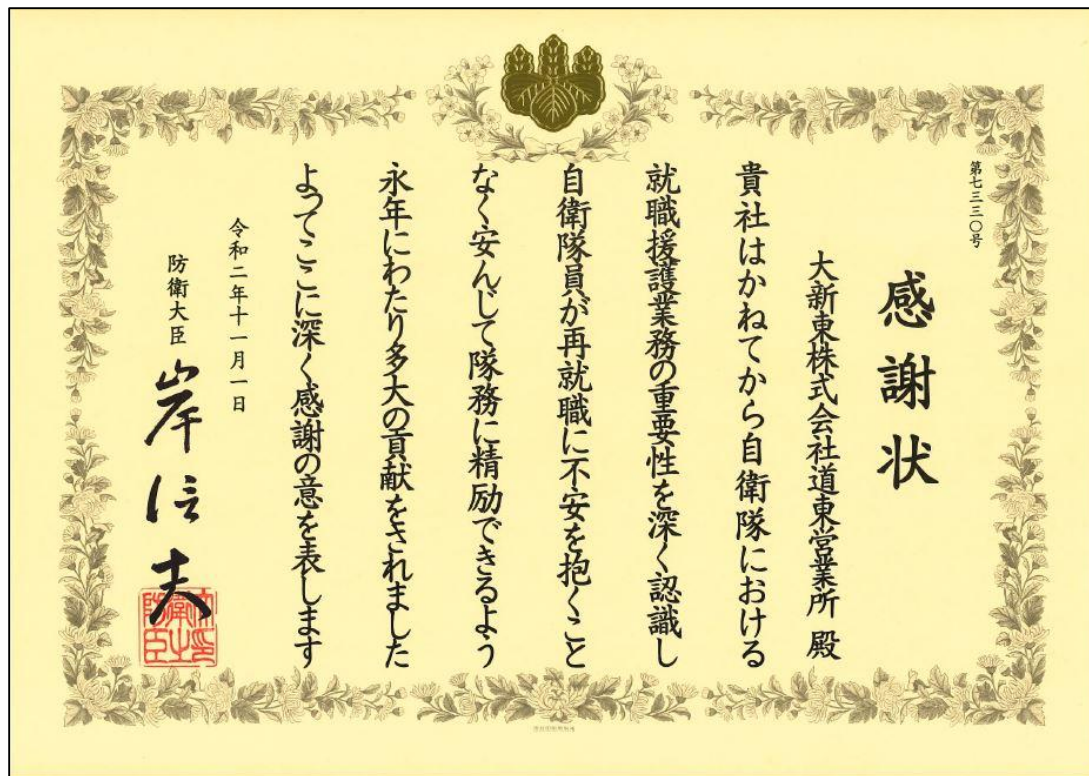 第七三三〇号
感謝状
大新東株式会社道東営業所 殿
貴社はかねてから自衛隊における
就職援護業務の重要性を深く認識し
自衛隊員が再就職に不安を抱くこと
なく安んじて隊務に精励できるよう
永年にわたり多大の貢献をされました
よってここに深く感謝の意を表します
令和二年十一月一日
防衛大臣 岸信夫
防衛大臣之印